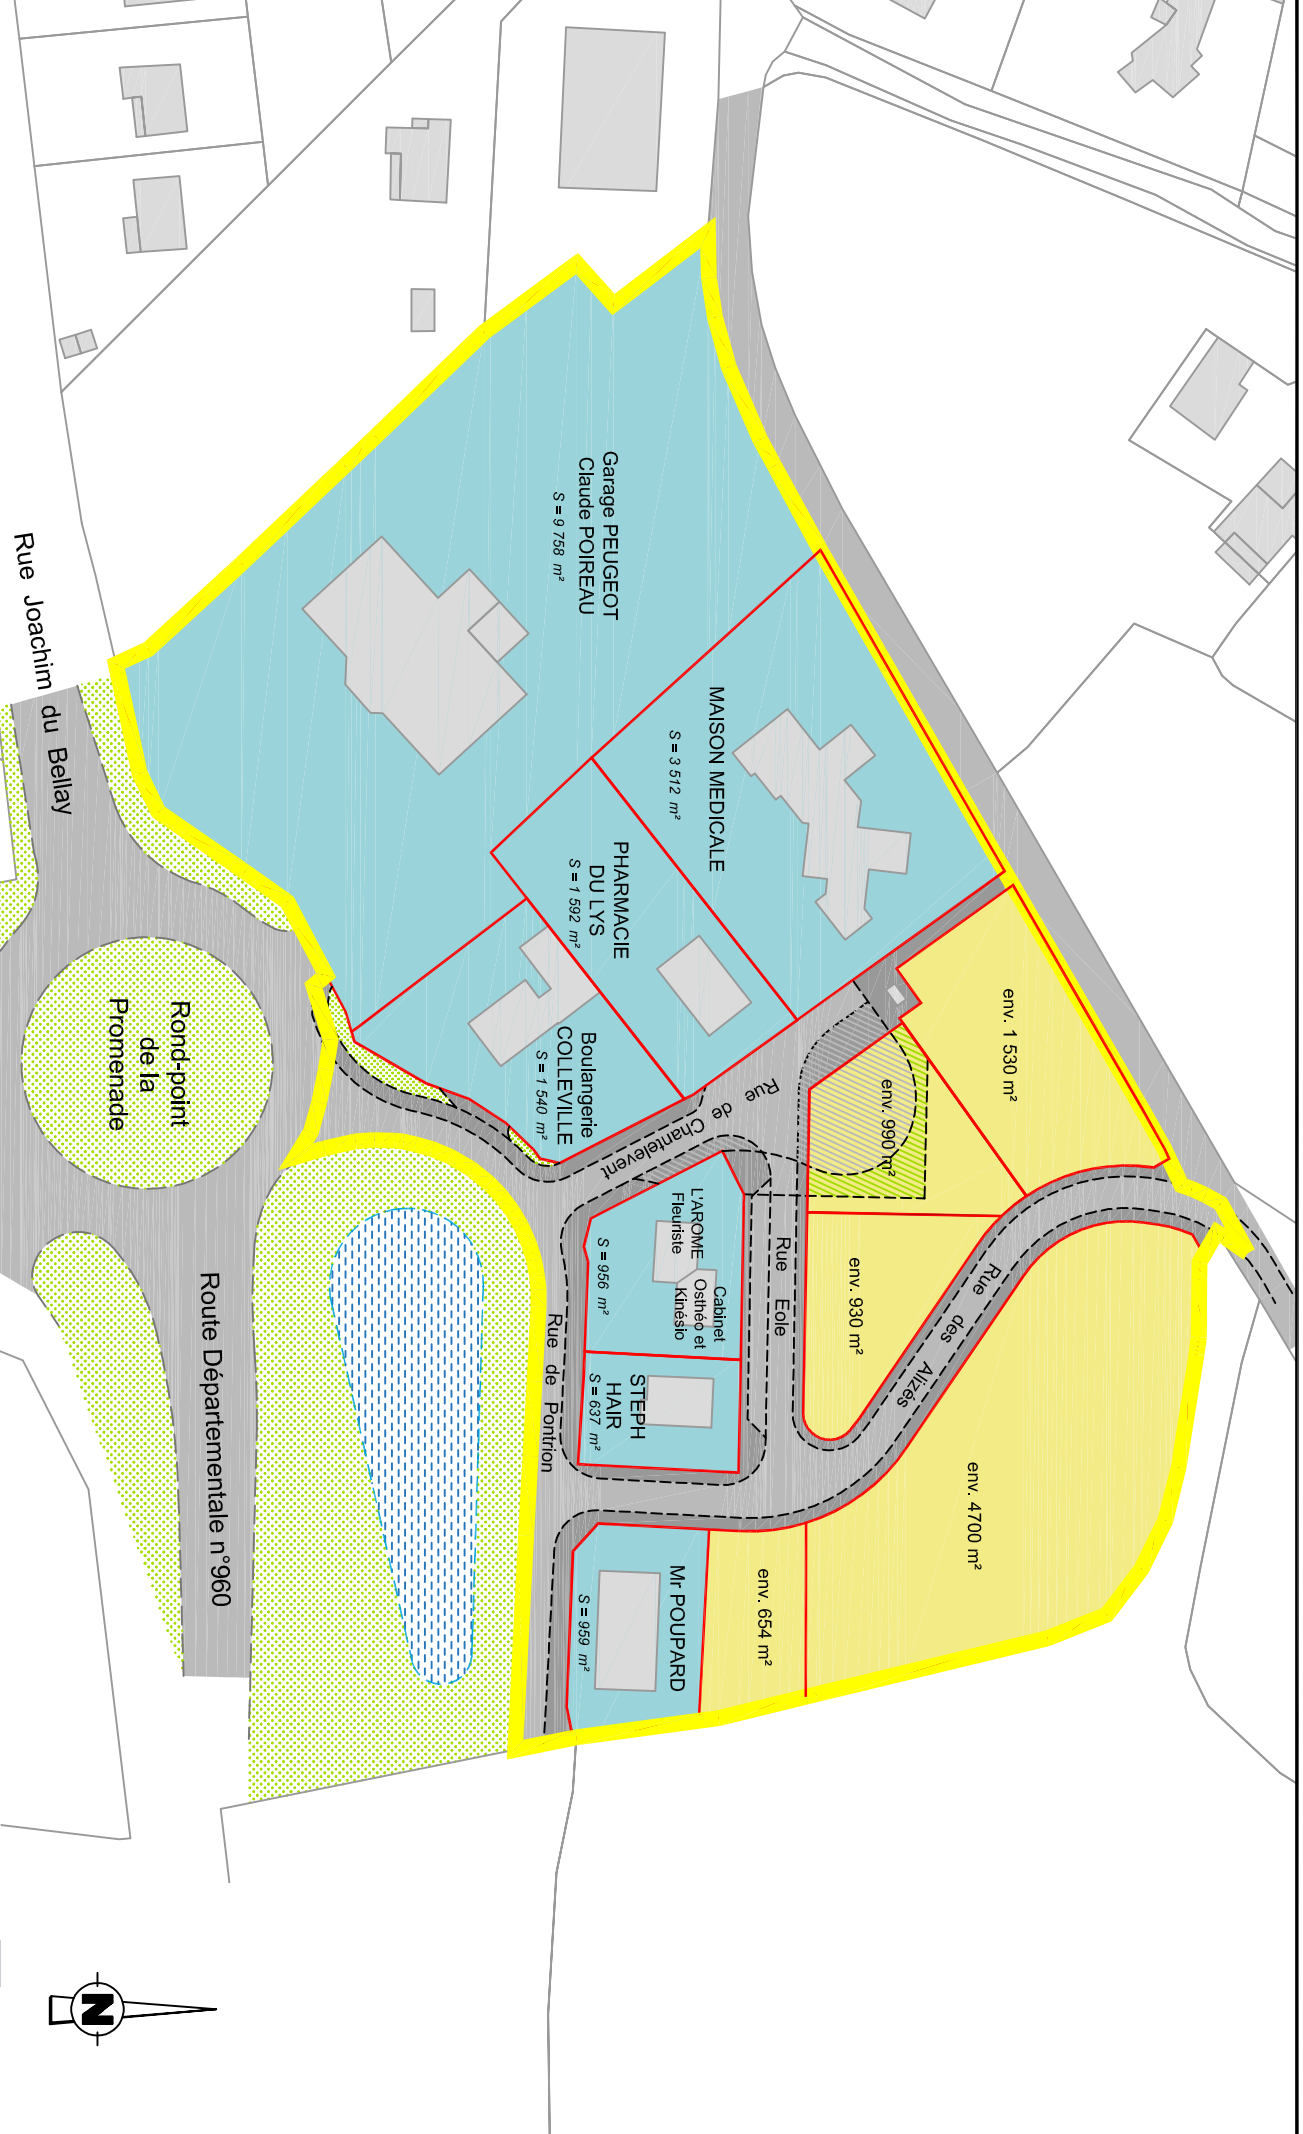 Garage PEUGEOT
Claude POIREAU
S = 9 758 m²
MAISON MEDICALE
S = 3 512 m²
PHARMACIE
DU LYS
S = 1 592 m²
Boulangerie
COLLEVILLE
S = 1 540 m²
L'AROME
Fleuriste
Cabinet
Osthéo et
Kinésio
S = 956 m²
STEPH
HAIR
S = 637 m²
Mr POUPARD
S = 959 m²
env. 1 530 m²
env. 990 m²
env. 930 m²
env. 4700 m²
env. 654 m²
Rue de Chantelevent
Rue Eole
Rue des Alizés
Rue de Pontrion
Rue Joachim du Bellay
Rond-point
de la
Promenade
Route Départementale n°960
N